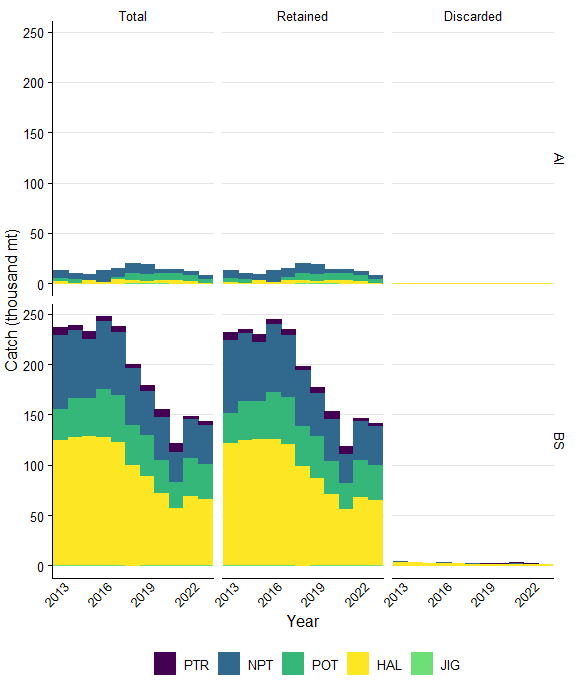 Total Retained Discarded
250
200
150
100
50
0
AI
Catch (thousand mt)
250
200
150
100
50
0
BS
2013 2016 2019 2022 2013 2016 2019 2022 2013 2016 2019 2022
Year
PTR NPT POT HAL JIG